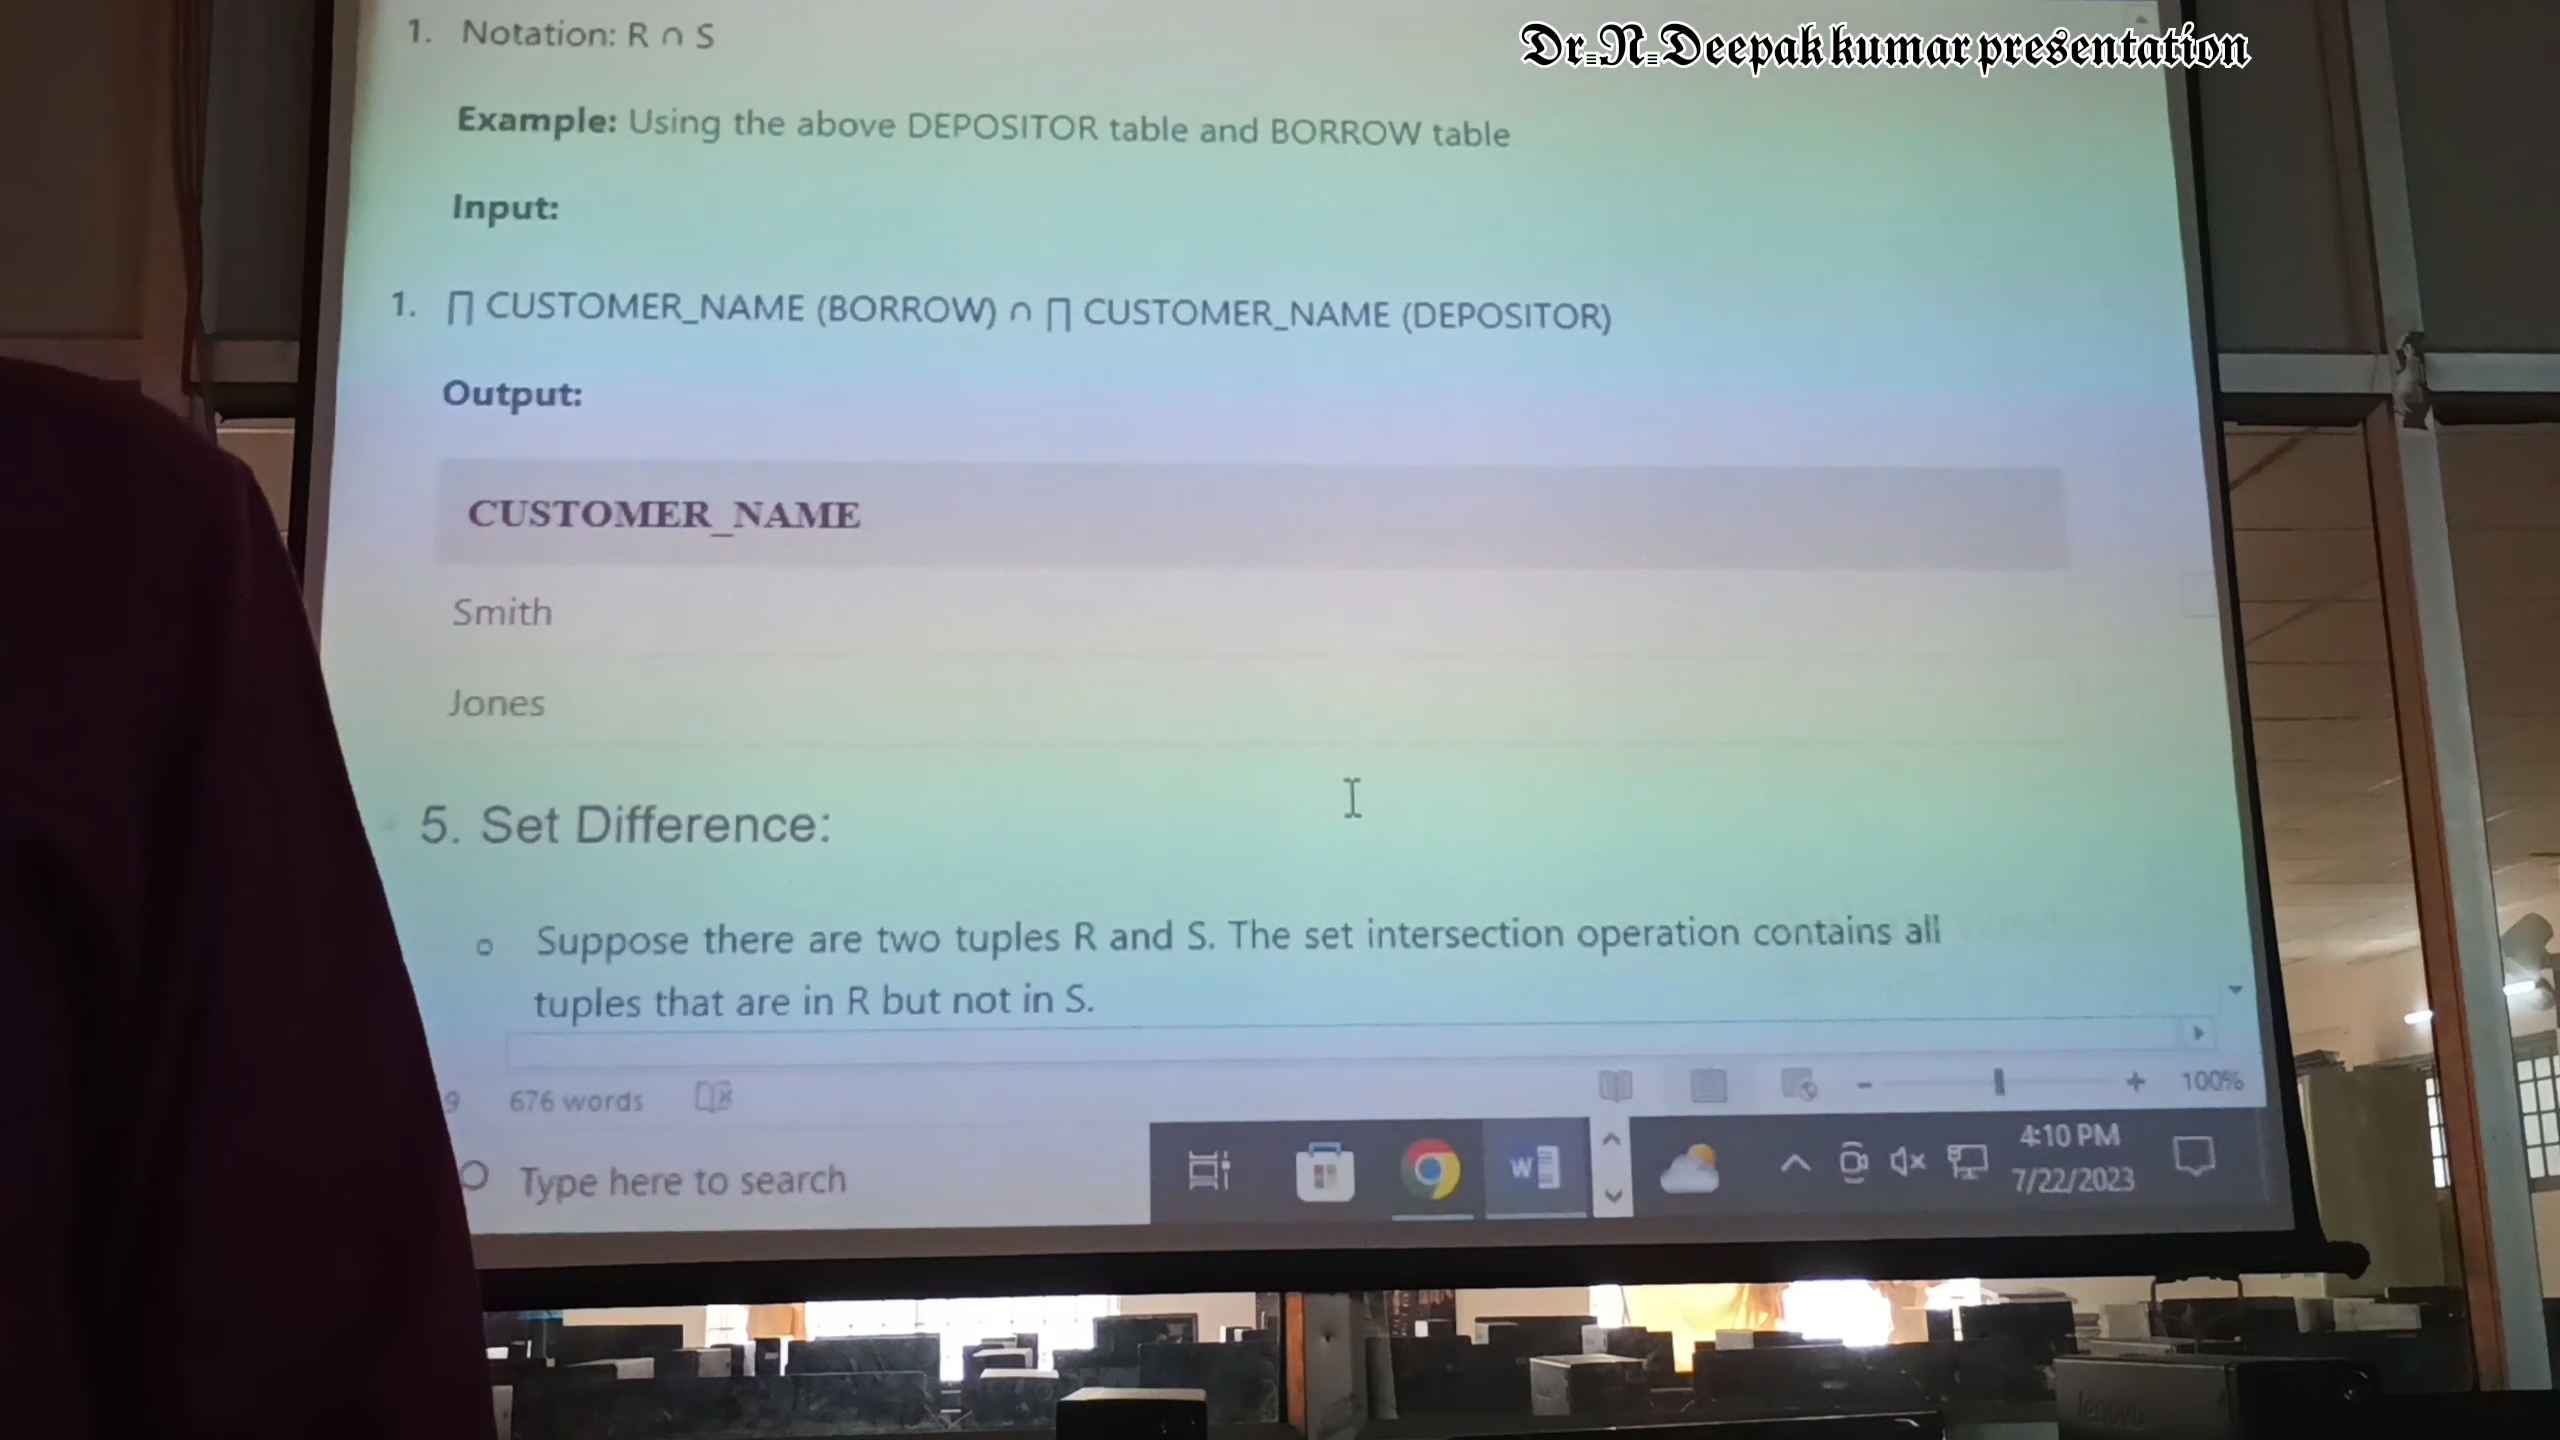 Dr.N.Deepak kumar presentation
1. Notation: R ∩ S
Example: Using the above DEPOSITOR table and BORROW table
Input:
1. ∏ CUSTOMER_NAME (BORROW) ∩ ∏ CUSTOMER_NAME (DEPOSITOR)
Output:
CUSTOMER_NAME
Smith
Jones
5. Set Difference:
o Suppose there are two tuples R and S. The set intersection operation contains all
tuples that are in R but not in S.
9 676 words 100%
Type here to search
W
4:10 PM
7/22/2023